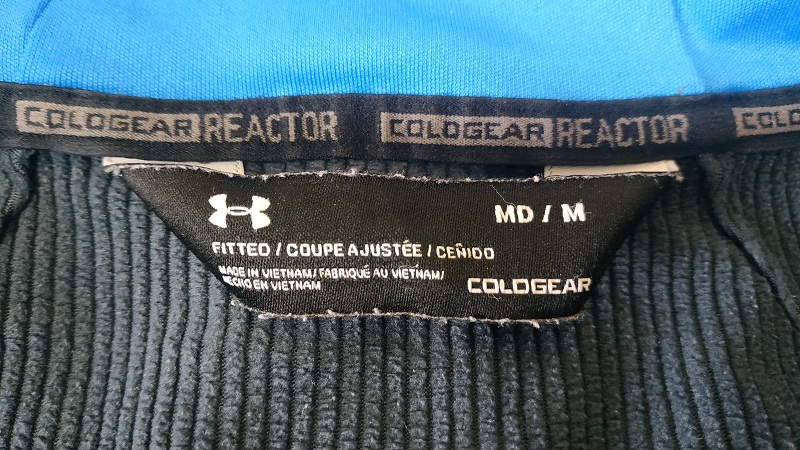 COLDGEAR REACTOR COLDGEAR REACTOR COLD
MD / M
FITTED / COUPE AJUSTÉE / CEÑIDO
MADE IN VIETNAM / FABRIQUÉ AU VIETNAM /
HECHO EN VIETNAM
COLDGEAR